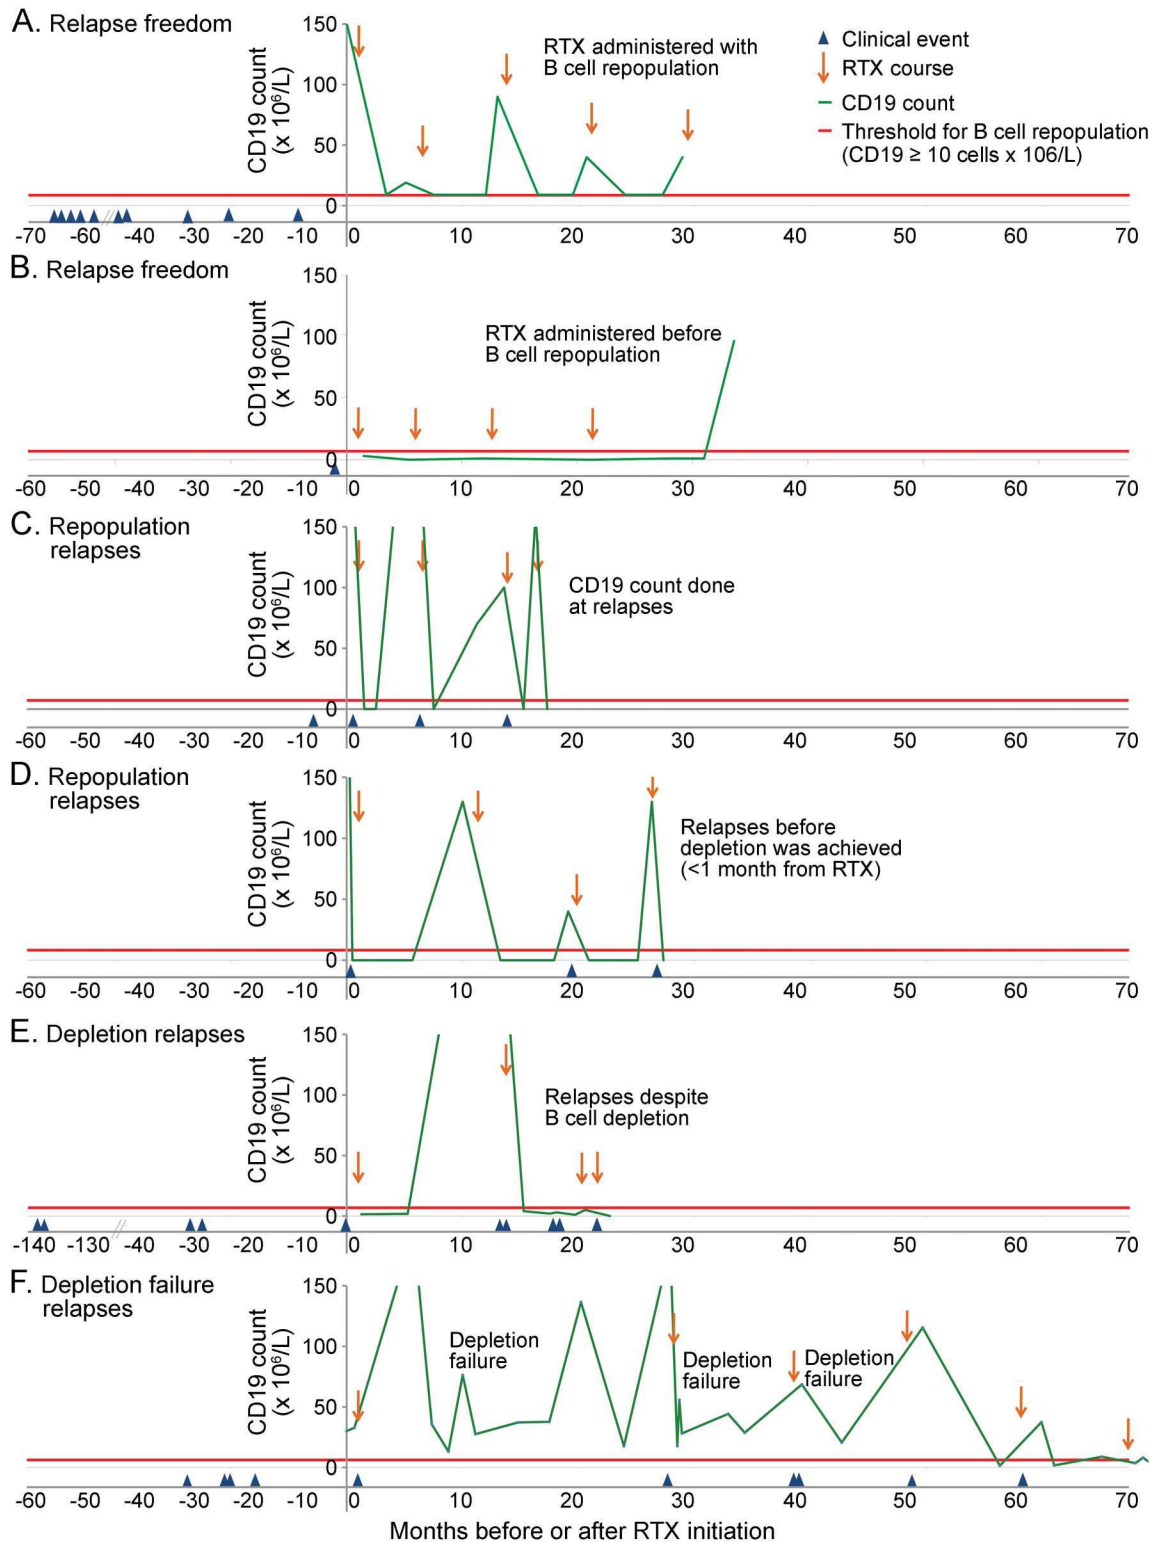 A. Relapse freedom
CD19 count
(x 10⁶/L)
150
100
50
0
RTX administered with
B cell repopulation
Clinical event
RTX course
CD19 count
Threshold for B cell repopulation
(CD19 ≥ 10 cells x 106/L)
-70 -60 -40 -30 -20 -10 0 10 20 30 40 50 60 70
B. Relapse freedom
CD19 count
(x 10⁶/L)
150
100
50
0
RTX administered before
B cell repopulation
-60 -50 -40 -30 -20 -10 0 10 20 30 40 50 60 70
C. Repopulation
relapses
CD19 count
(x 10⁶/L)
150
100
50
0
CD19 count done
at relapses
-60 -50 -40 -30 -20 -10 0 10 20 30 40 50 60 70
D. Repopulation
relapses
CD19 count
(x 10⁶/L)
150
100
50
0
Relapses before
depletion was achieved
(<1 month from RTX)
-60 -50 -40 -30 -20 -10 0 10 20 30 40 50 60 70
E. Depletion relapses
CD19 count
(x 10⁶/L)
150
100
50
0
Relapses despite
B cell depletion
-140 -130 -40 -30 -20 -10 0 10 20 30 40 50 60 70
F. Depletion failure
relapses
CD19 count
(x 10⁶/L)
150
100
50
0
Depletion
failure
Depletion
failure
Depletion
failure
-60 -50 -40 -30 -20 -10 0 10 20 30 40 50 60 70
Months before or after RTX initiation